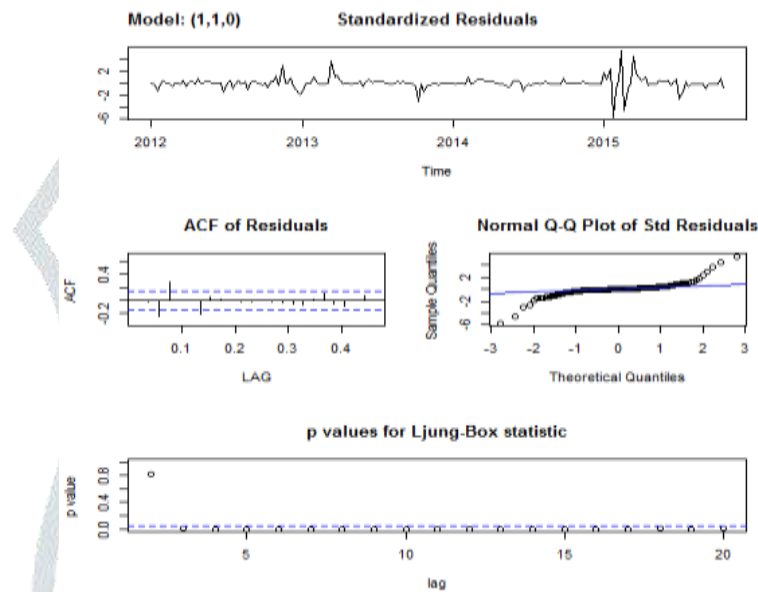 Model: (1,1,0) Standardized Residuals
2
-2
-6
2012 2013 2014 2015
Time
ACF of Residuals
ACF
0.4
-0.2
0.1 0.2 0.3 0.4
LAG
Normal Q-Q Plot of Std Residuals
Sample Quantiles
2
-2
-6
-3 -2 -1 0 1 2 3
Theoretical Quantiles
p values for Ljung-Box statistic
p value
0.8
0.4
0.0
5 10 15 20
lag